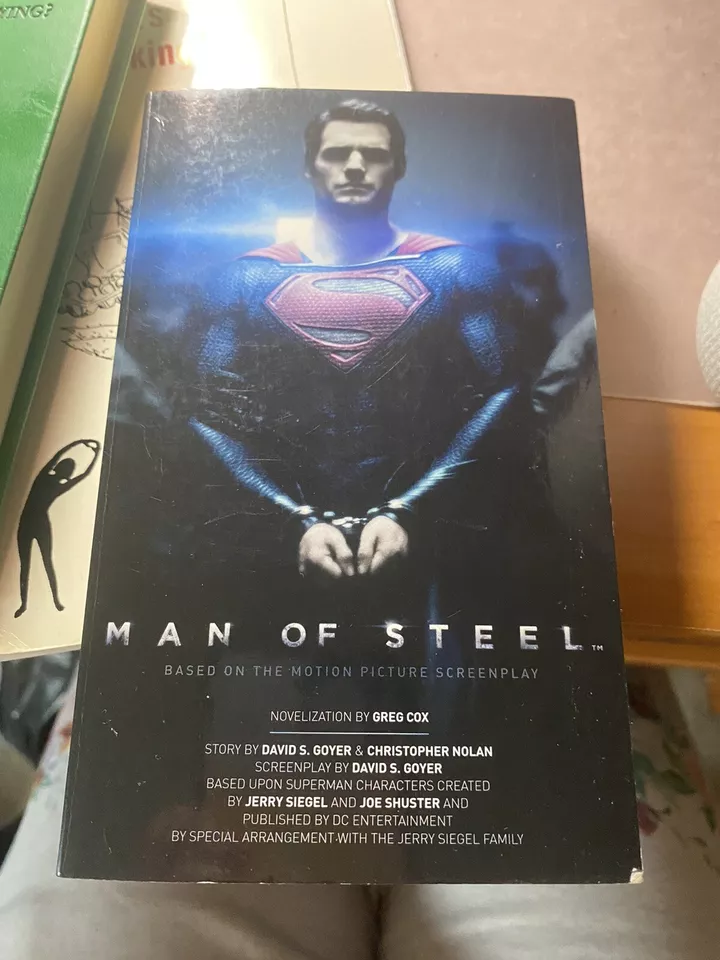 TING?
S
king
MAN OF STEEL™
BASED ON THE MOTION PICTURE SCREENPLAY
NOVELIZATION BY GREG COX
STORY BY DAVID S. GOYER & CHRISTOPHER NOLAN
SCREENPLAY BY DAVID S. GOYER
BASED UPON SUPERMAN CHARACTERS CREATED
BY JERRY SIEGEL AND JOE SHUSTER AND
PUBLISHED BY DC ENTERTAINMENT
BY SPECIAL ARRANGEMENT WITH THE JERRY SIEGEL FAMILY